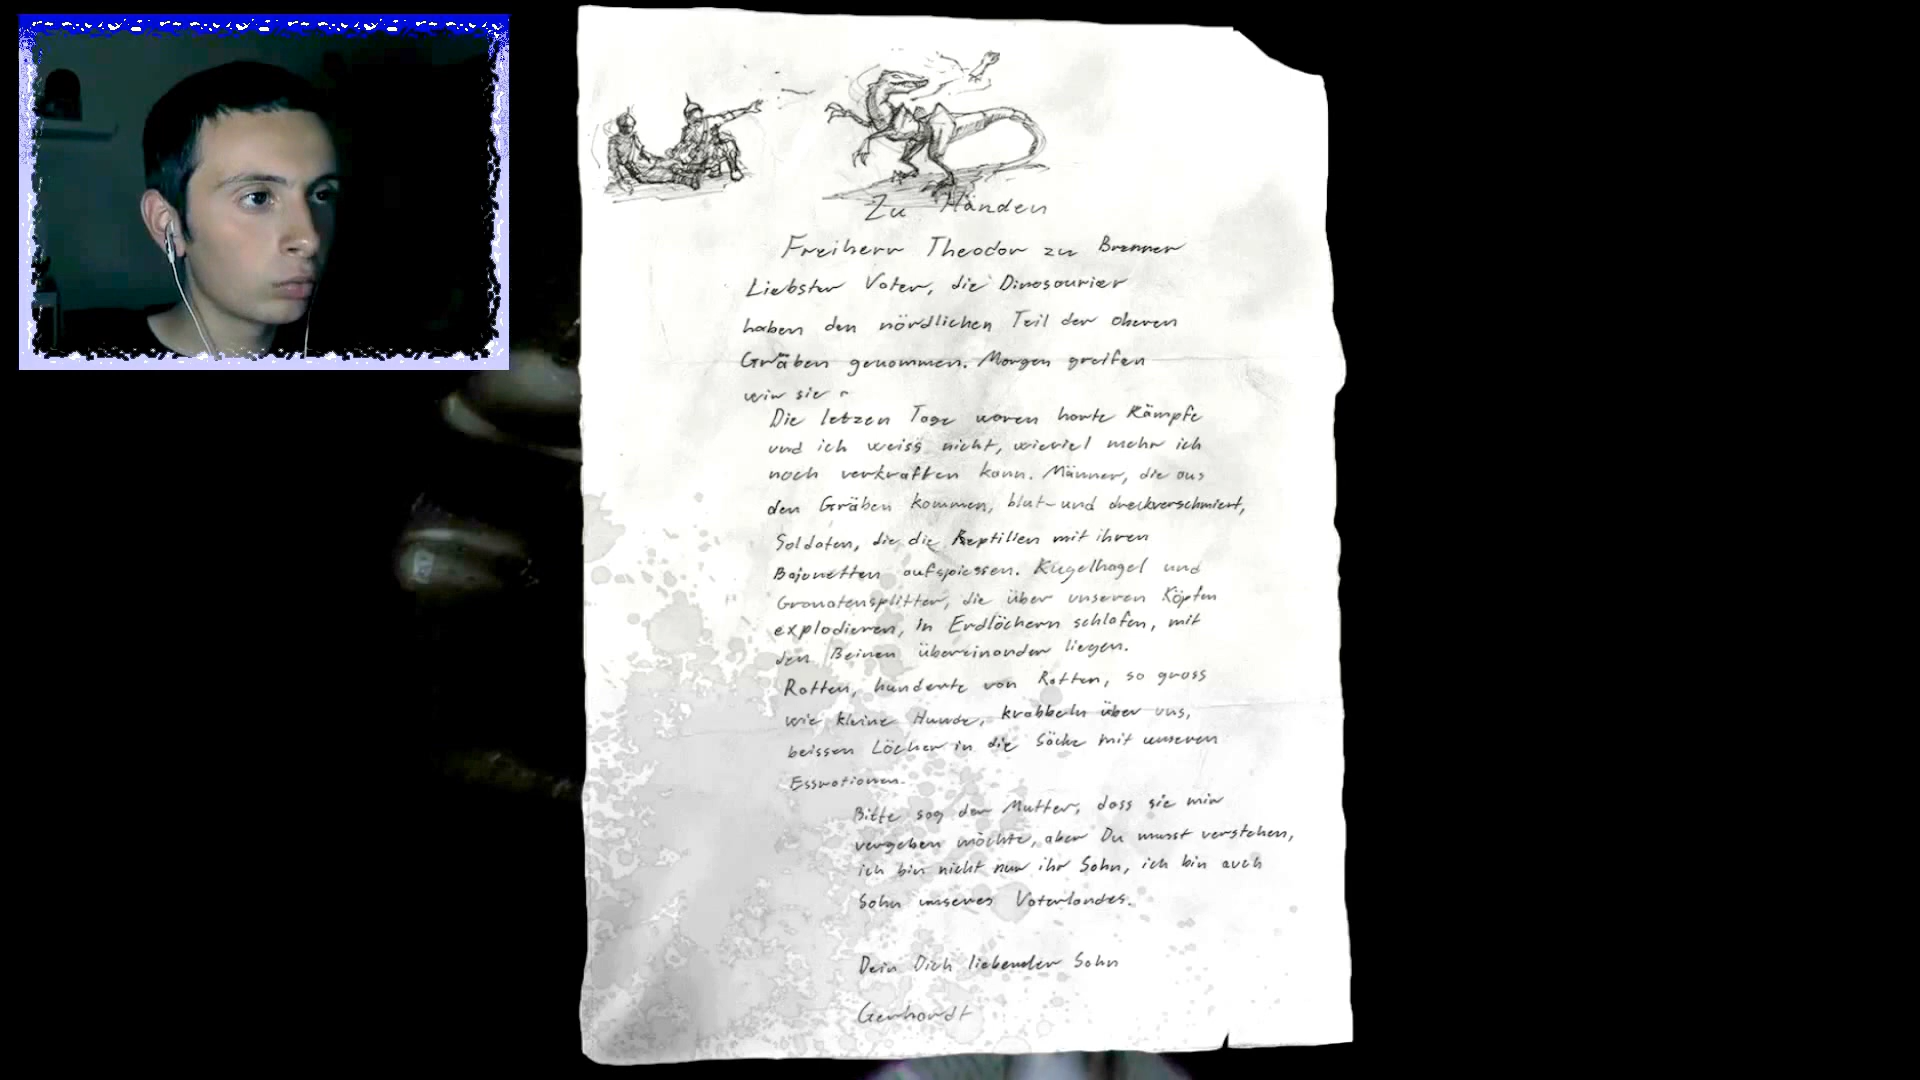 Zu Händen
Freiherr Theodor zu Brenner
Liebster Vater, die Dinosaurier
haben den nördlichen Teil der oberen
Gräben genommen. Morgen greifen
wir sie
Die letzen Tage waren harte Kämpfe
und ich weiss nicht, wieviel mehr ich
noch verkraften kann. Männer, die aus
den Gräben kommen, blut- und dreckverschmiert,
Soldaten, die die Reptilien mit ihren
Bajonetten aufspiessen. Kugelhagel und
Granatensplitter, die über unseren Köpfen
explodieren, in Erdlöchern schlafen, mit
den Beinen übereinander liegen.
Ratten, hunderte von Ratten, so gross
wie kleine Hunde, krabbeln über uns,
beissen Löcher in die Säcke mit unseren
Essrationen.
Bitte sag der Mutter, dass sie mir
vergeben möchte, aber Du musst verstehen,
ich bin nicht nur ihr Sohn, ich bin auch
Sohn unseres Vaterlandes.
Dein Dich liebender Sohn
Gerhardt